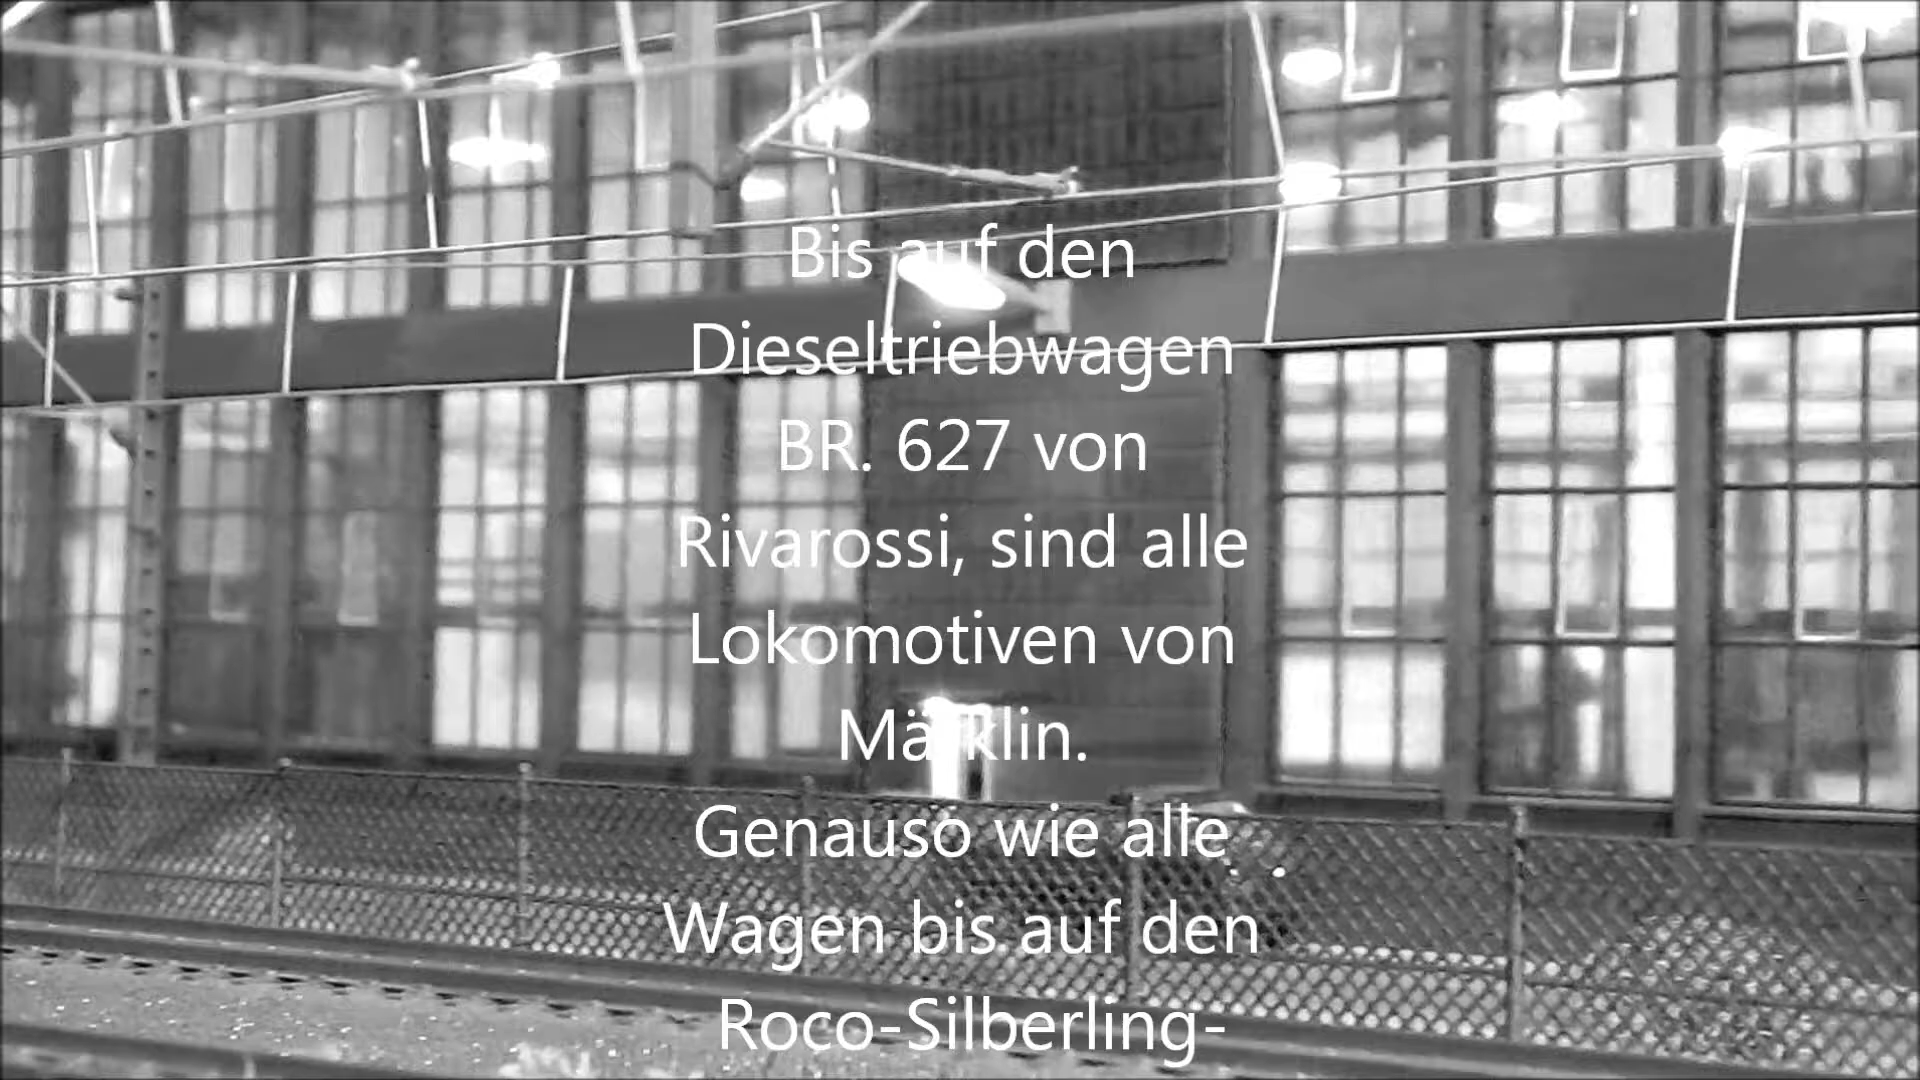 Bis auf den
Dieseltriebwagen
BR. 627 von
Rivarossi, sind alle
Lokomotiven von
Märklin.
Genauso wie alle
Wagen bis auf den
Roco-Silberling-